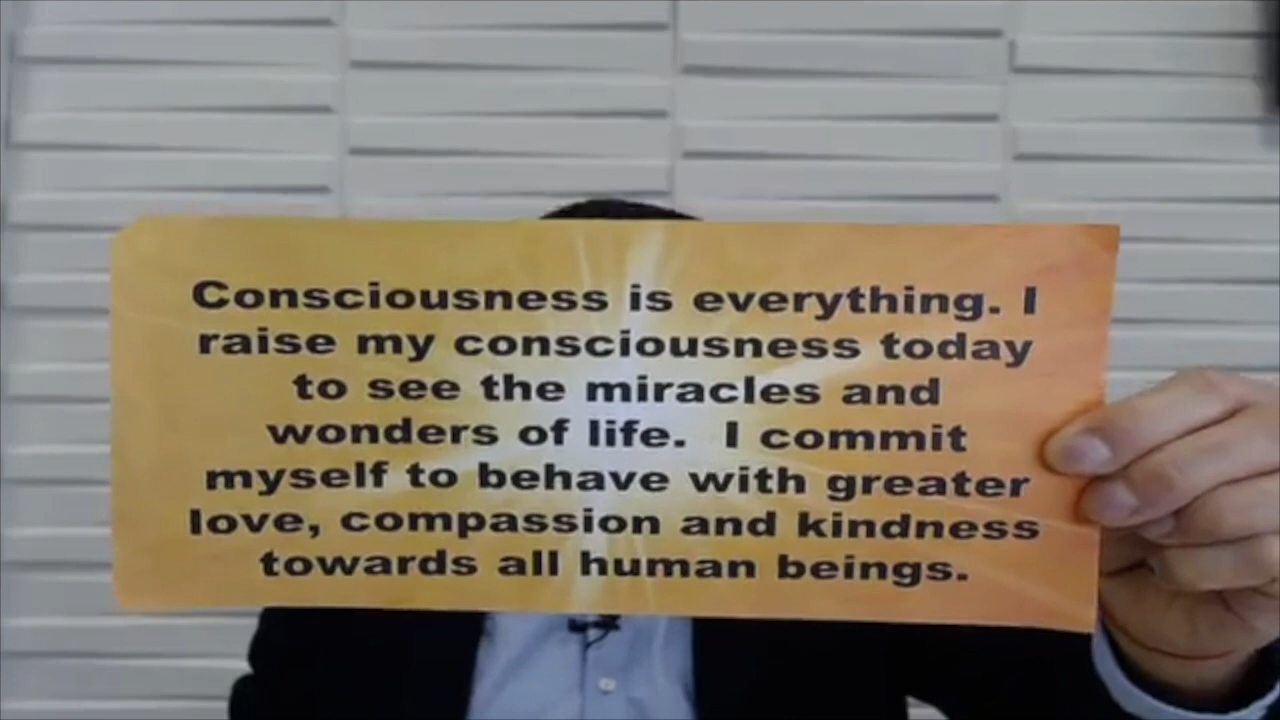 Consciousness is everything. I
raise my consciousness today
to see the miracles and
wonders of life. I commit
myself to behave with greater
love, compassion and kindness
towards all human beings.